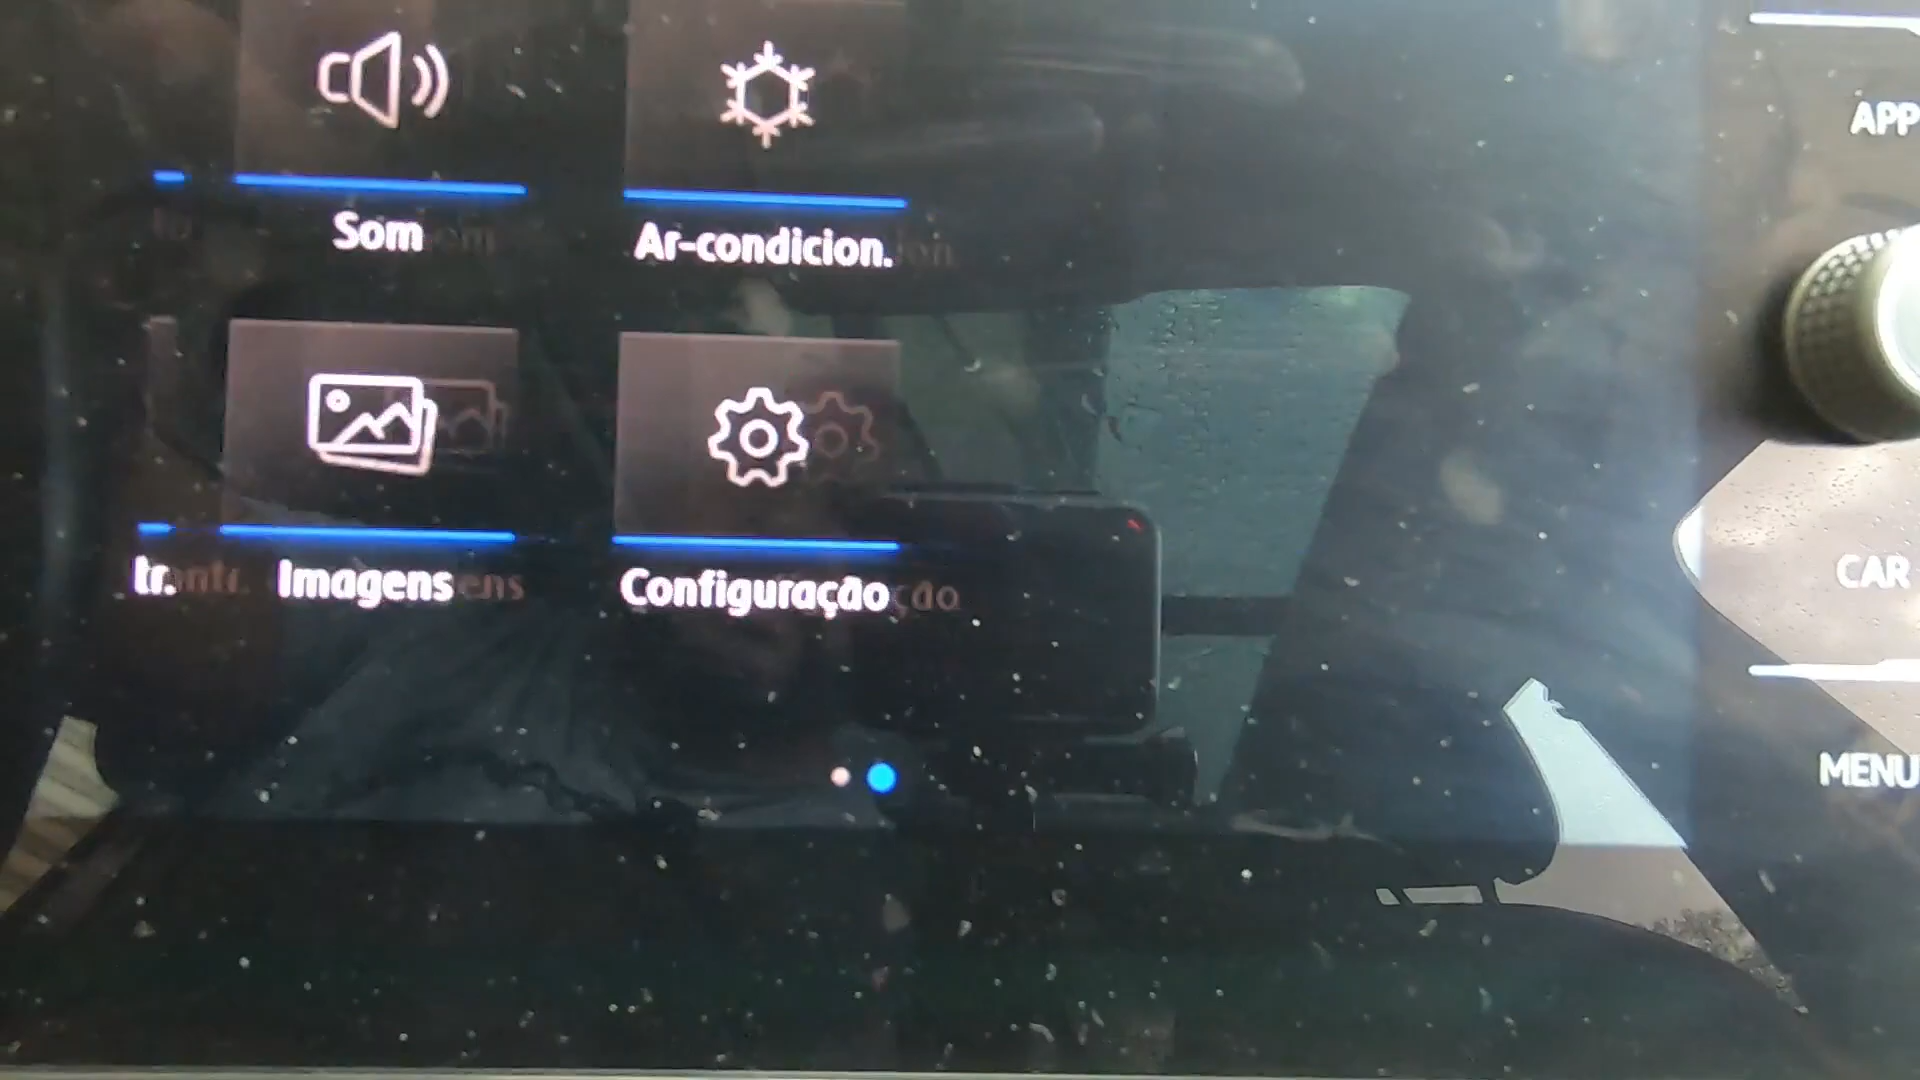 APP
Som
Ar-condicion.
CAR
tr.
Imagens
Configuração
MENU